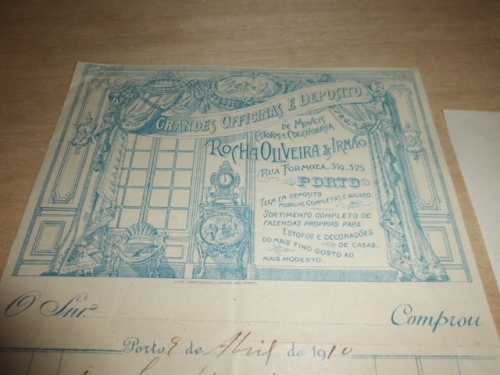 GRANDES OFFICINAS E DEPOSITO
DE MOVEIS
ESTOFOS E COLCHOARIA
ROCHA OLIVEIRA & IRMÃO
RUA FORMOZA, 319, 325
PORTO
TEEM EM DEPOSITO
MOBILIAS COMPLETAS E AVULSO.
SORTIMENTO COMPLETO DE
FAZENDAS PROPRIAS PARA
ESTOFOS E DECORAÇÕES
DE CASAS,
DO MAIS FINO GOSTO AO
MAIS MODESTO.
O Snr. Comprou
Porto 9 de Abril de 1910